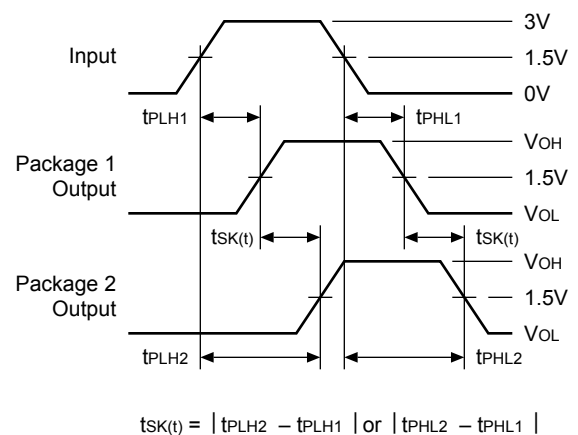 3V
Input
1.5V
0V
tPLH1
tPHL1
VOH
Package 1
Output
1.5V
VOL
tSK(t)
tSK(t)
VOH
Package 2
Output
1.5V
VOL
tPLH2
tPHL2
tSK(t) = | tPLH2 – tPLH1 | or | tPHL2 – tPHL1 |